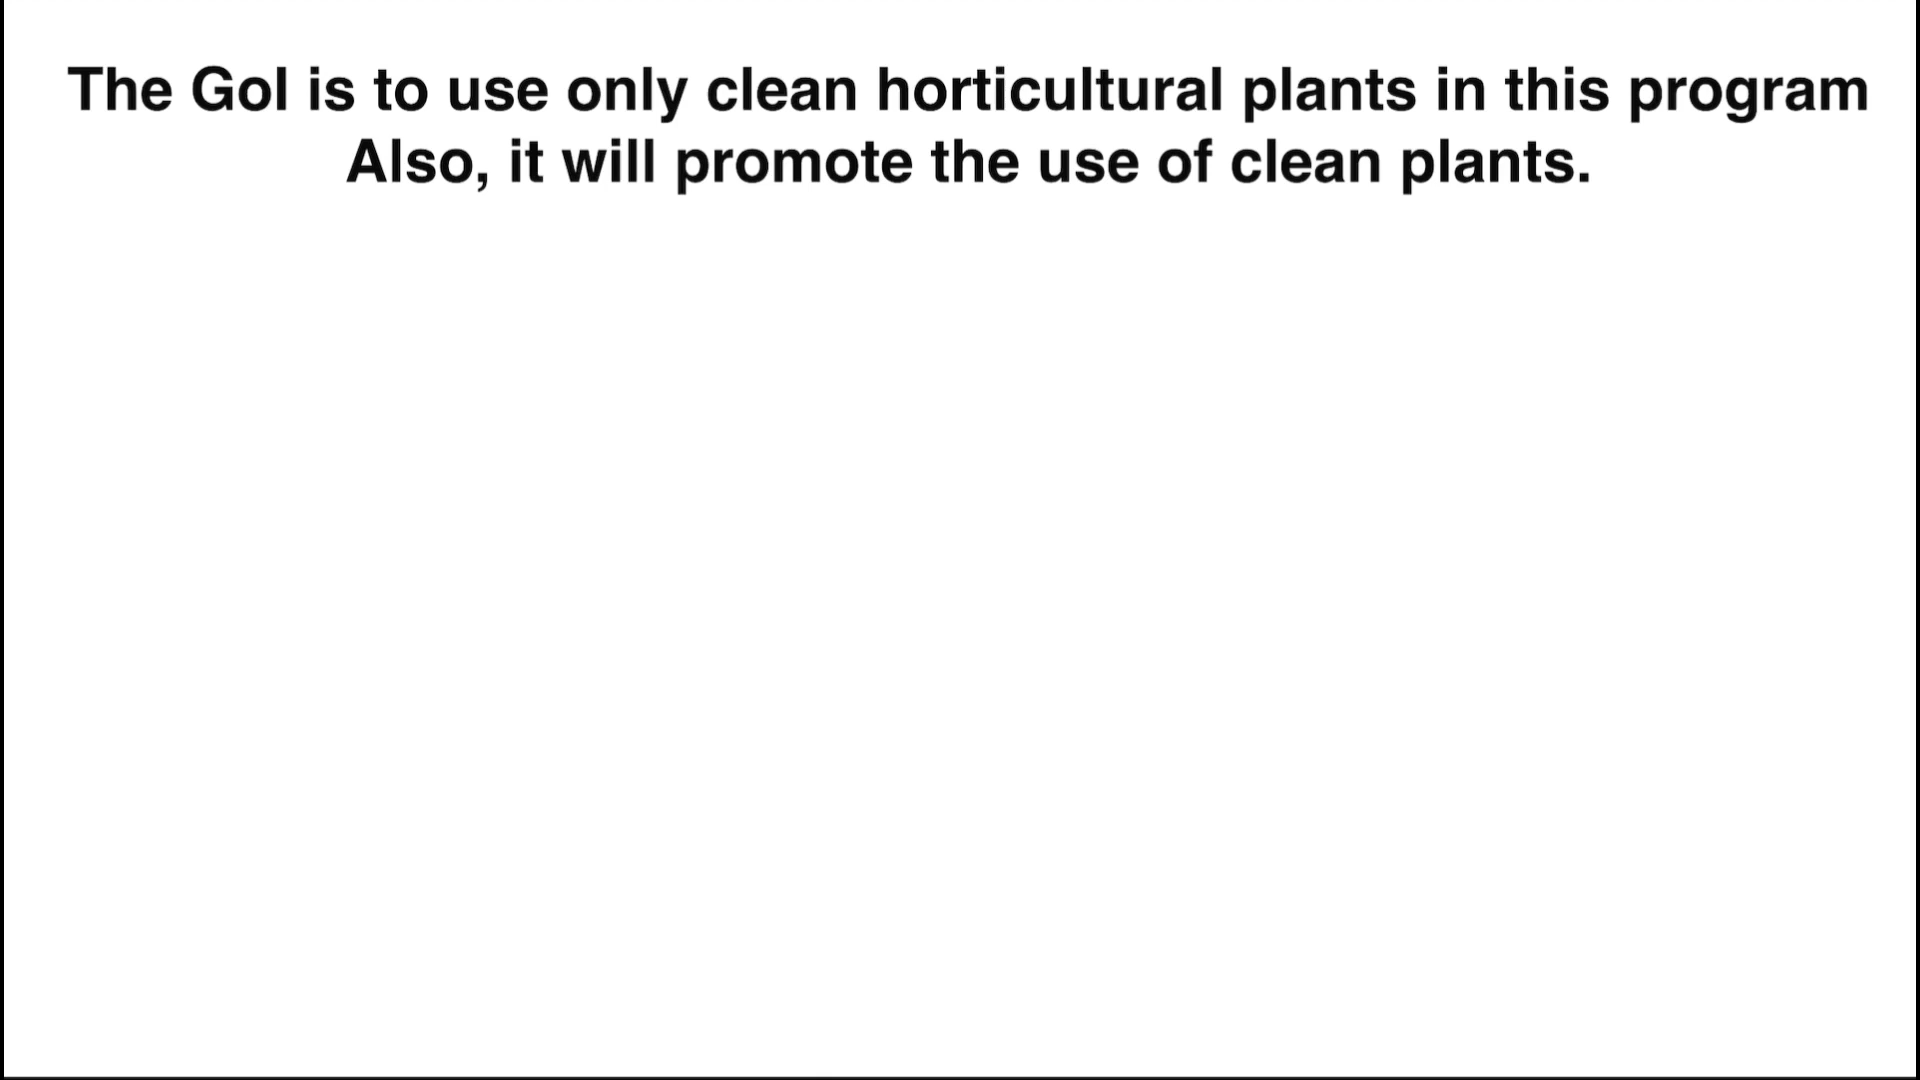 The GoI is to use only clean horticultural plants in this program
Also, it will promote the use of clean plants.